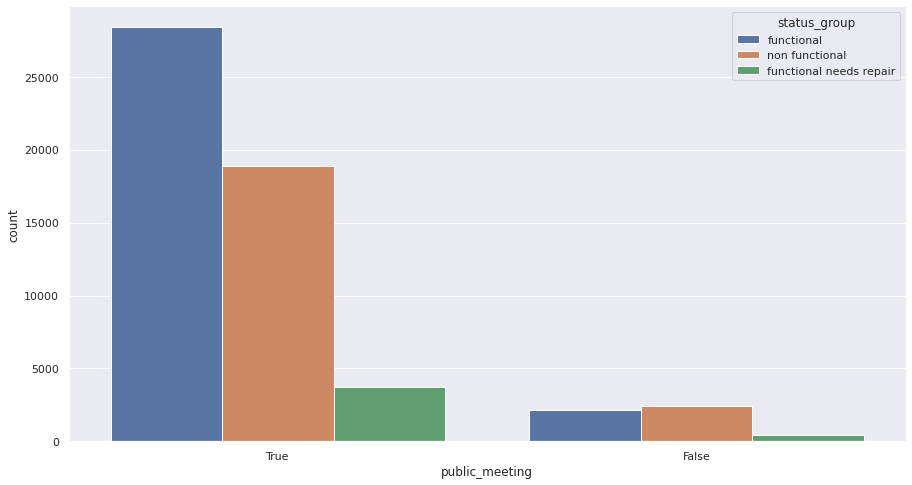 status_group
functional
non functional
functional needs repair
25000
20000
15000
10000
5000
0
count
True
False
public_meeting